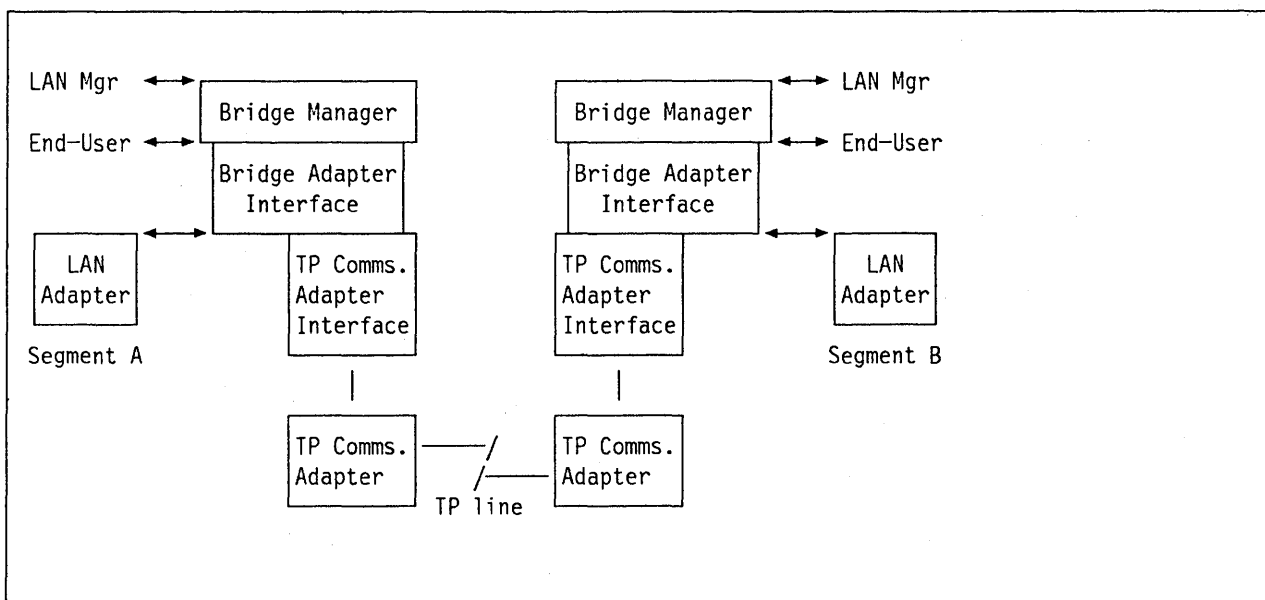 LAN Mgr
Bridge Manager
End-User
Bridge Adapter
Interface
LAN
Adapter
Segment A
TP Comms.
Adapter
Interface
TP Comms.
Adapter
TP line
Bridge Manager
LAN Mgr
End-User
Bridge Adapter
Interface
TP Comms.
Adapter
Interface
LAN
Adapter
Segment B
TP Comms.
Adapter